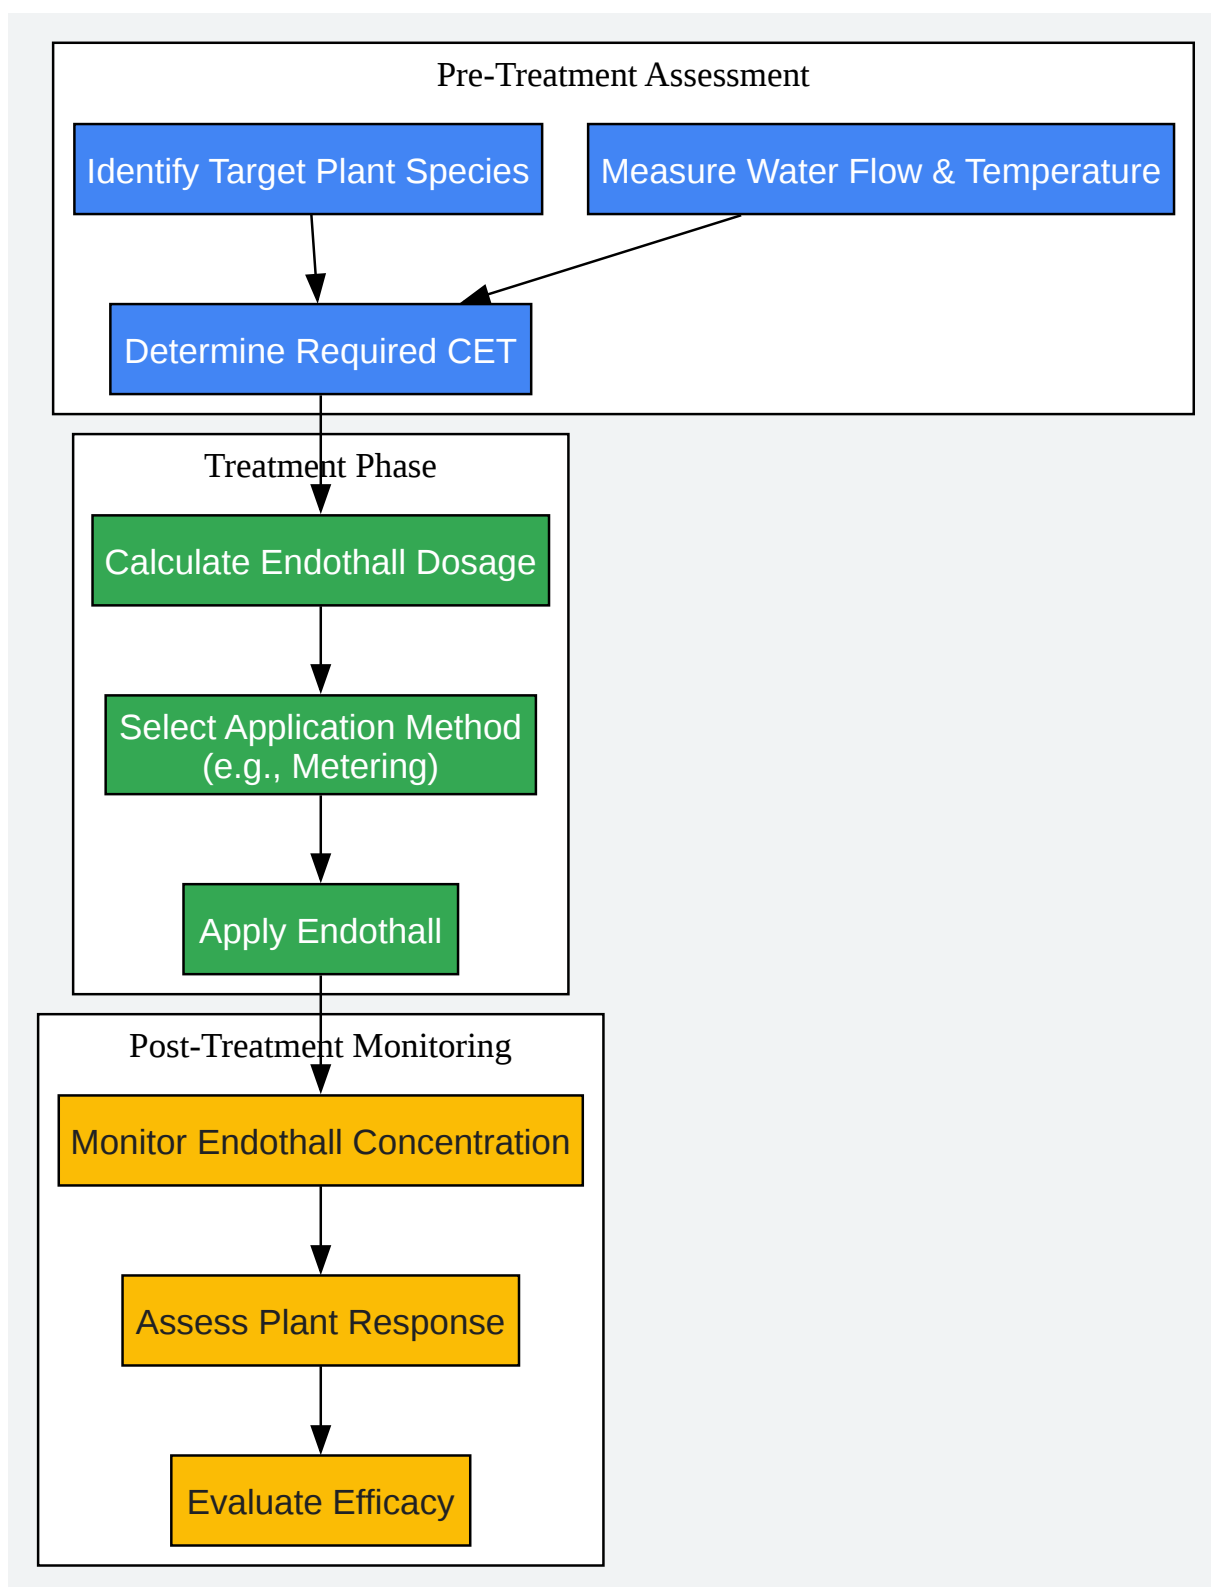 Pre-Treatment Assessment
Identify Target Plant Species
Measure Water Flow & Temperature
Determine Required CET
Treatment Phase
Calculate Endothall Dosage
Select Application Method
(e.g., Metering)
Apply Endothall
Post-Treatment Monitoring
Monitor Endothall Concentration
Assess Plant Response
Evaluate Efficacy